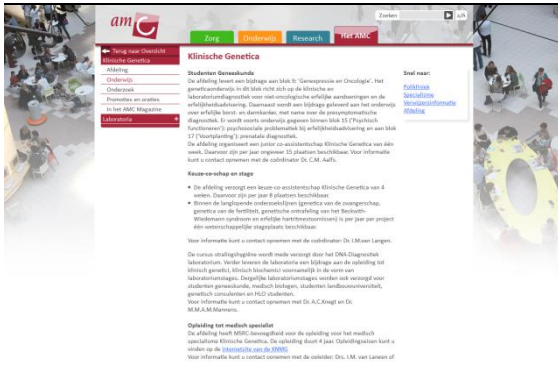 amc
Zoeken
a/A
Zorg
Onderwijs
Research
Het AMC
Terug naar Overzicht
Klinische Genetica
Afdeling
Onderwijs
Onderzoek
Promoties en oraties
In het AMC Magazine
Laboratoria +
Klinische Genetica
Studenten Geneeskunde
De afdeling levert een bijdrage aan blok 9: 'Genexpressie en Oncologie'. Het
geneticaonderwijs in dit blok richt zich op de klinische en
laboratoriumdiagnostiek voor niet-oncologische erfelijke aandoeningen en de
erfelijkheidsadvisering. Daarnaast wordt een bijdrage geleverd aan het onderwijs
over erfelijke borst- en darmkanker, met name over de presymptomatische
diagnostiek. Er wordt voorts onderwijs gegeven binnen blok 15 ('Psychisch
functioneren'): psychosociale problematiek bij erfelijkheidsadvisering en aan blok
17 ('Voortplanting'): prenatale diagnostiek.
De afdeling organiseert een junior co-assistentschap Klinische Genetica van één
week. Daarvoor zijn per jaar ongeveer 15 plaatsen beschikbaar. Voor informatie
kunt u contact opnemen met de coördinator Dr. C.M. Aalfs.
Keuze-co-schap en stage
• De afdeling verzorgt een keuze-co-assistentschap Klinische Genetica van 4
weken. Daarvoor zijn per jaar 8 plaatsen beschikbaar.
• Binnen de langlopende onderzoekslijnen (genetica van de zwangerschap,
genetica van de fertiliteit, genetische ontrafeling van het Beckwith-
Wiedemann syndroom en erfelijke hartritmestoornissen) is per jaar per project
één wetenschappelijke stageplaats beschikbaar.
Voor informatie kunt u contact opnemen met de coördinator: Dr. I.M.van Langen.
De cursus stralingshygiëne wordt mede verzorgd door het DNA-Diagnostiek
laboratorium. Verder leveren de laboratoria een bijdrage aan de opleiding tot
klinisch geneticus, klinisch biochemici voornamelijk in de vorm van
laboratoriumstages. Dergelijke laboratoriumstages worden ook verzorgd voor
studenten geneeskunde, medisch biologen, studenten landbouwuniversiteit,
genetisch consulenten en HLO studenten.
Voor informatie kunt u contact opnemen met Dr. A.C.Knegt en Dr.
M.M.A.M.Mannens.
Opleiding tot medisch specialist
De afdeling heeft MSRC-bevoegdheid voor de opleiding voor het medisch
specialisme Klinische Genetica. De opleiding duurt 4 jaar. Opleidingseisen kunt u
vinden op de internetsite van de KNMG
Voor informatie kunt u contact opnemen met de opleider: Drs. I.M. van Langen of
Snel naar:
Polikliniek
Specialisme
Verwijzersinformatie
Afdeling